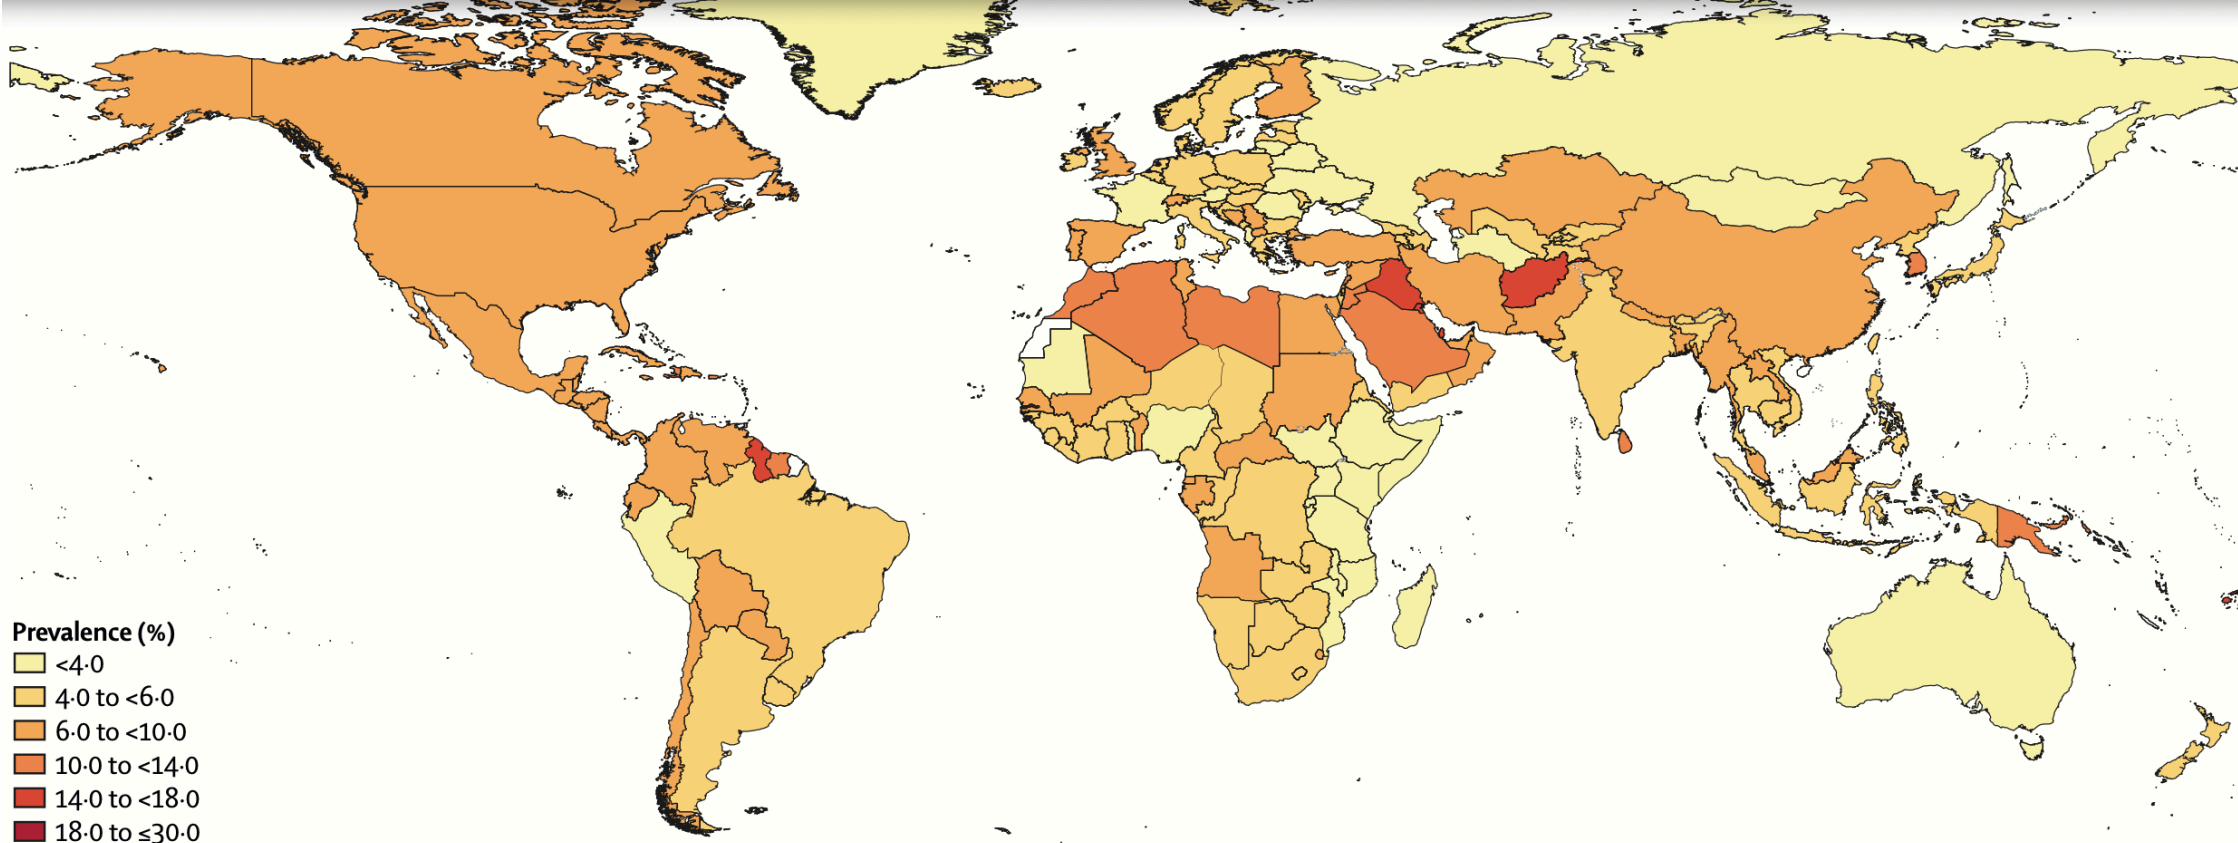 Prevalence (%)
<4·0
4·0 to <6·0
6·0 to <10·0
10·0 to <14·0
14·0 to <18·0
18·0 to ≤30·0